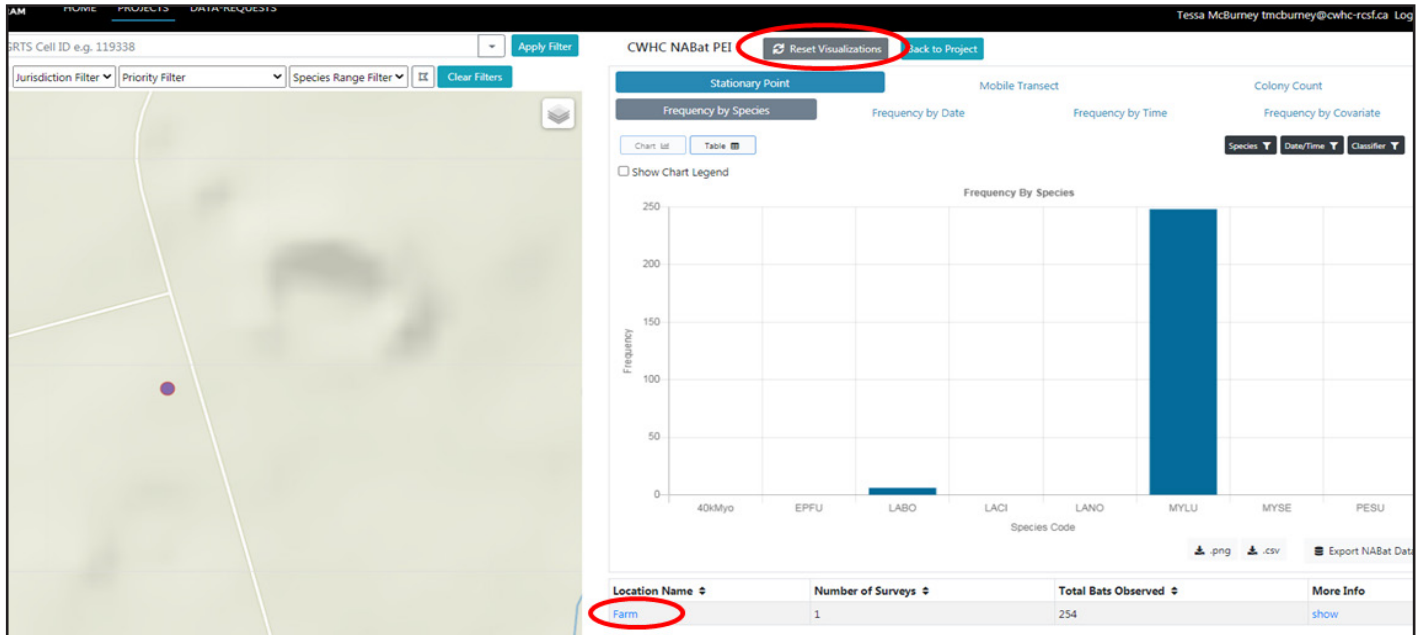 AM HOME PROJECTS DATA-REQUESTS
Tessa McBurney tmcburney@cwhc-rcsf.ca Log
GRTS Cell ID e.g. 119338 Apply Filter
CWHC NABat PEI Reset Visualizations Back to Project
Jurisdiction Filter Priority Filter Species Range Filter Clear Filters
Stationary Point Mobile Transect Colony Count
Frequency by Species Frequency by Date Frequency by Time Frequency by Covariate
Chart Table Species Date/Time Classifier
Show Chart Legend
Frequency By Species
250
200
150
100
50
0
Frequency
40kMyo EPFU LABO LACI LANO MYLU MYSE PESU
Species Code
.png .csv Export NABat Data
Location Name Number of Surveys Total Bats Observed More Info
Farm 1 254 show